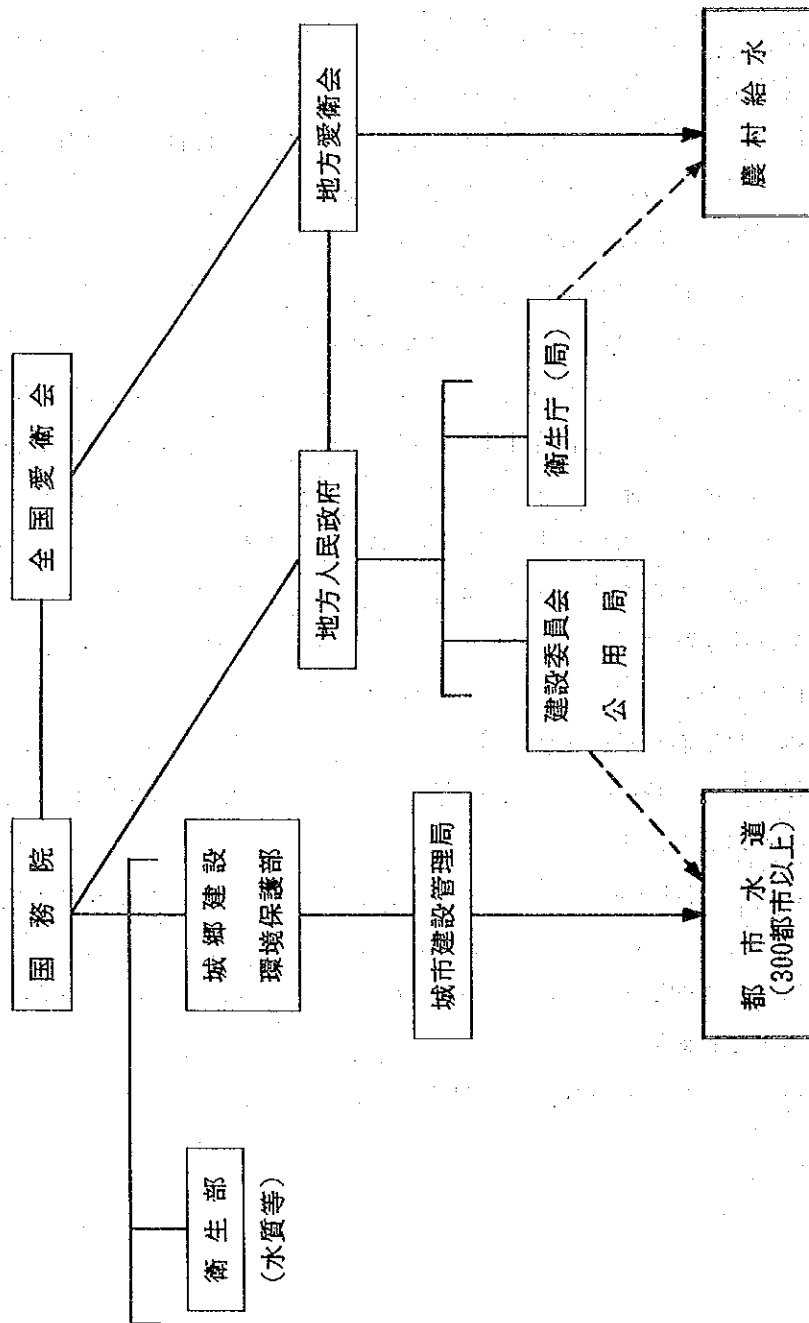 国務院
全国愛衛会
衛生部
(水質等)
城郷建設
環境保護部
地方人民政府
地方愛衛会
城市建設管理局
建設委員会
公用局
衛生庁(局)
都市水道
(300都市以上)
農村給水